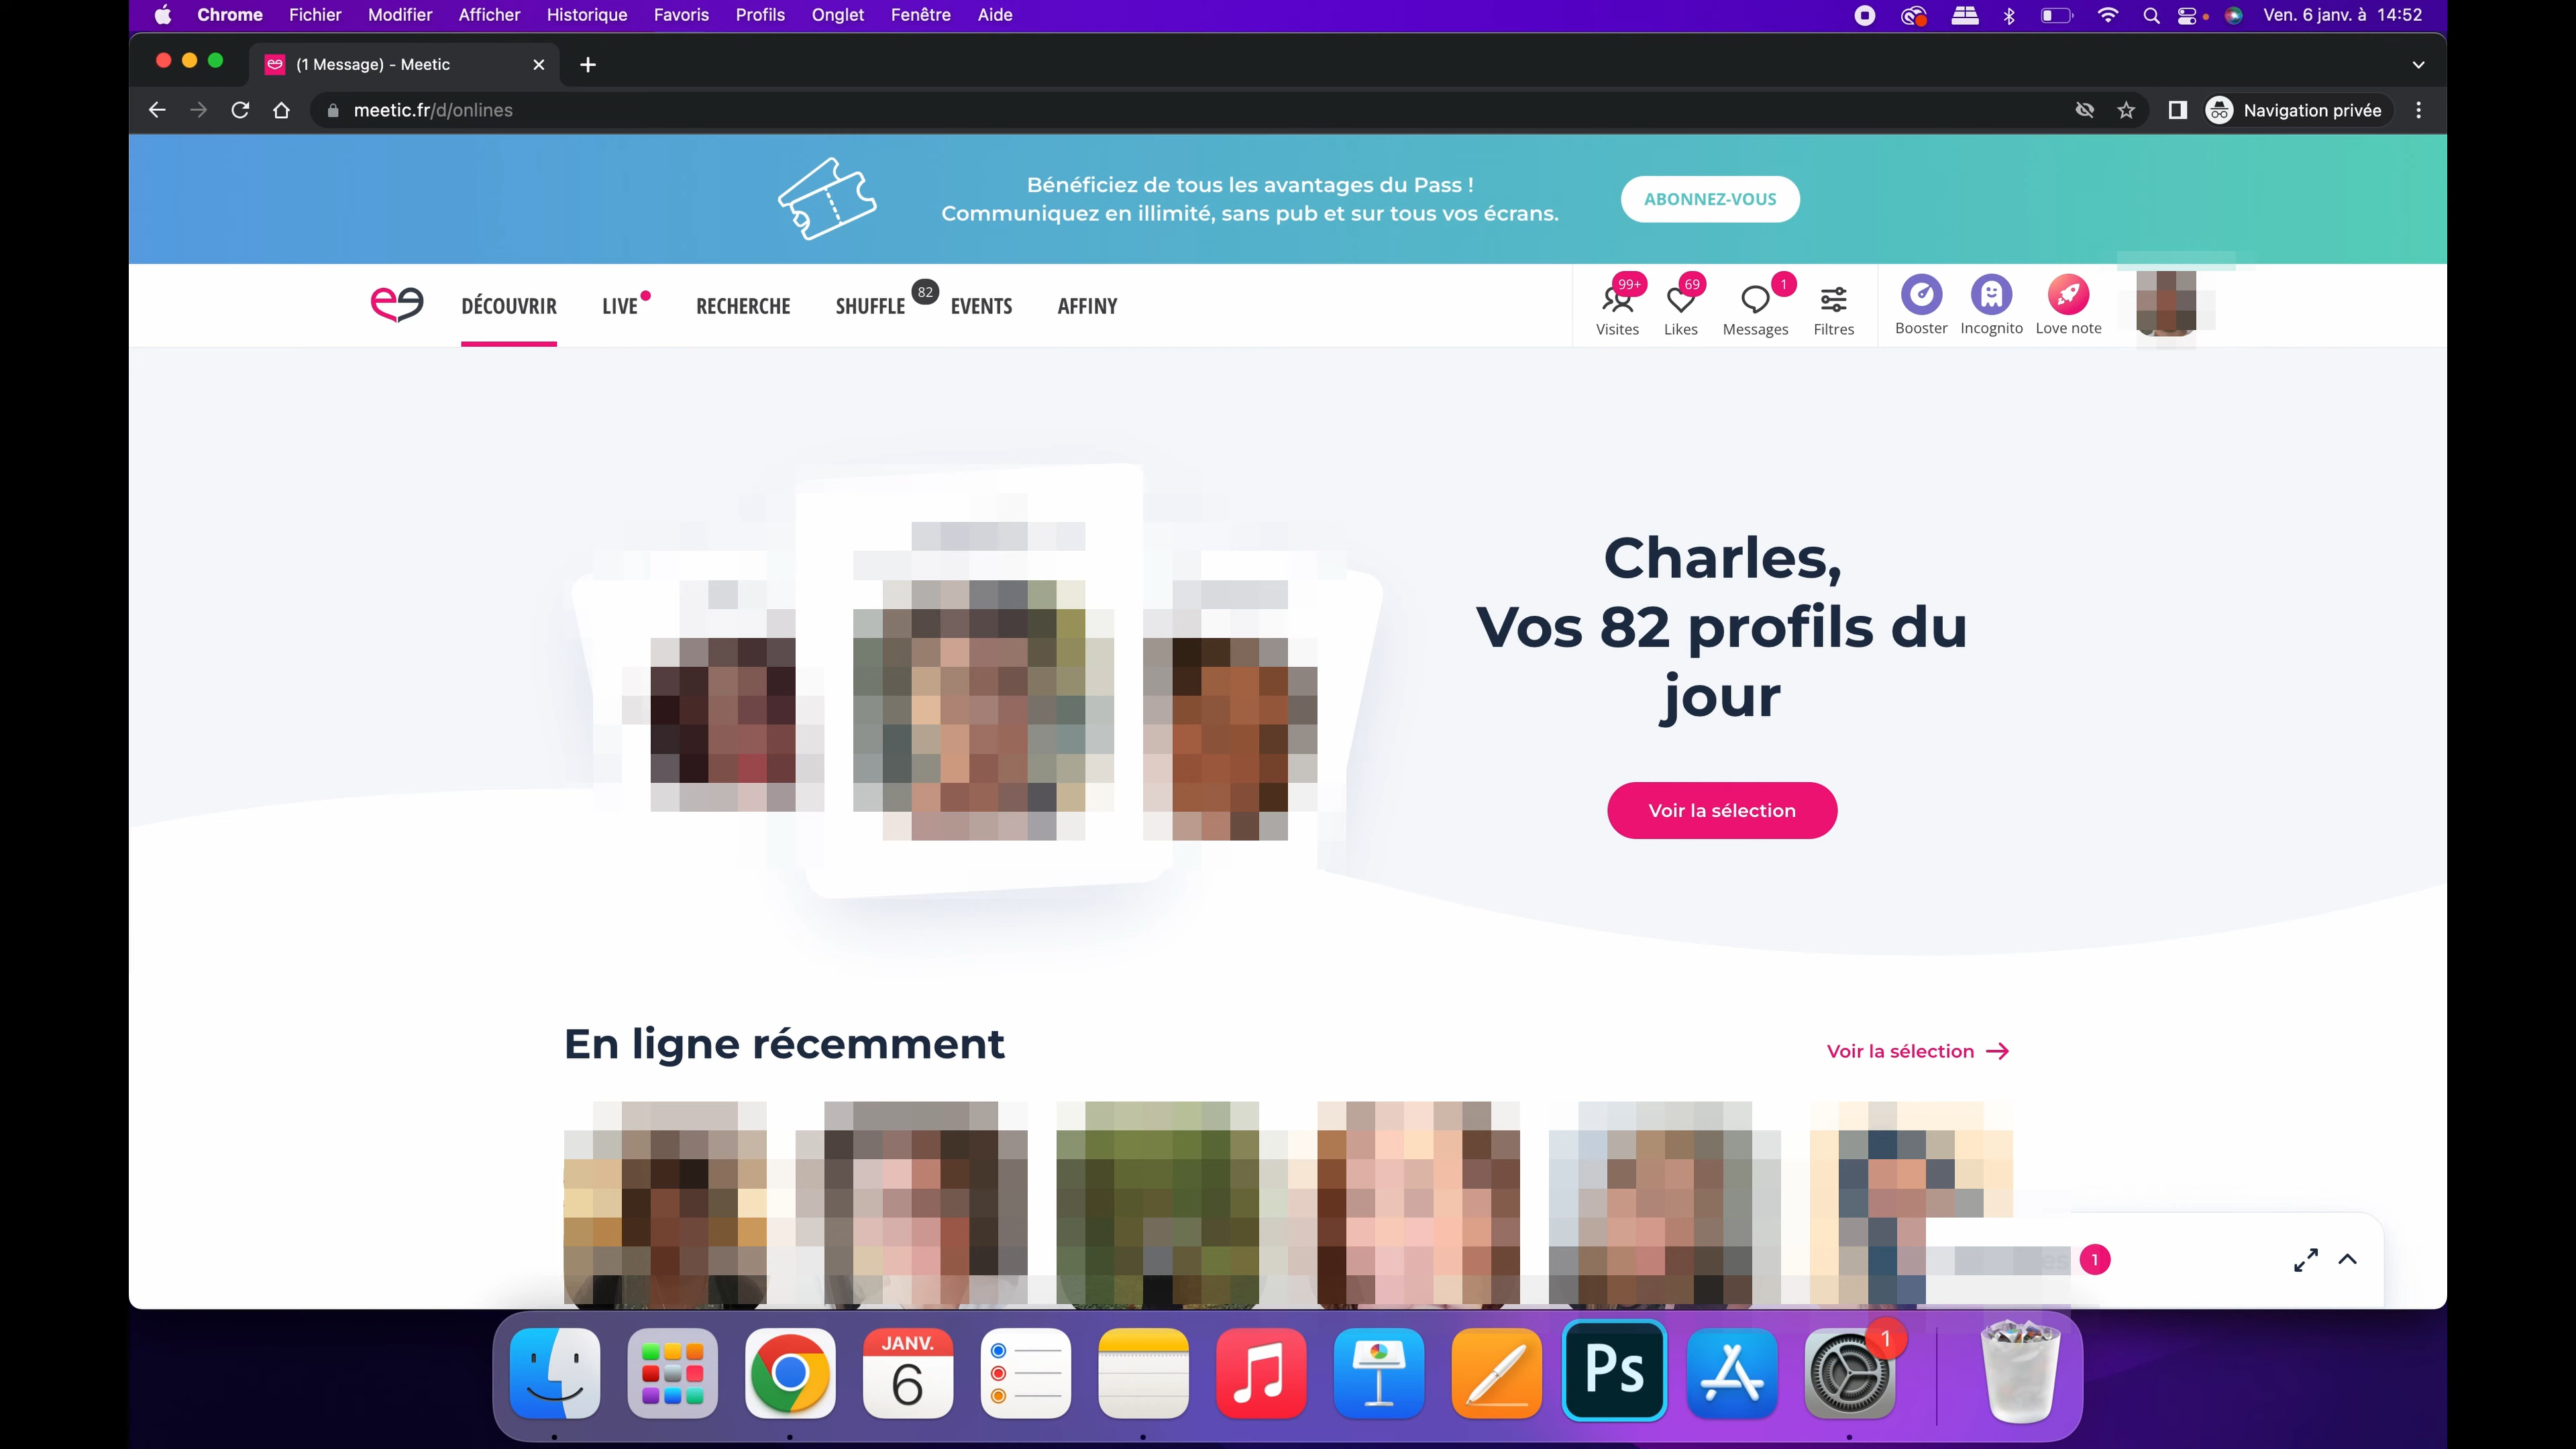 Chrome Fichier Modifier Afficher Historique Favoris Profils Onglet Fenêtre Aide Ven. 6 janv. à 14:52
(1 Message) - Meetic
meetic.fr/d/onlines Navigation privée
Bénéficiez de tous les avantages du Pass !
Communiquez en illimité, sans pub et sur tous vos écrans.
ABONNEZ-VOUS
DÉCOUVRIR LIVE RECHERCHE SHUFFLE 82 EVENTS AFFINY
99+ 69 1
Visites Likes Messages Filtres Booster Incognito Love note
Charles,
Vos 82 profils du
jour
Voir la sélection
En ligne récemment
Voir la sélection
1
JANV.
6
Ps
1